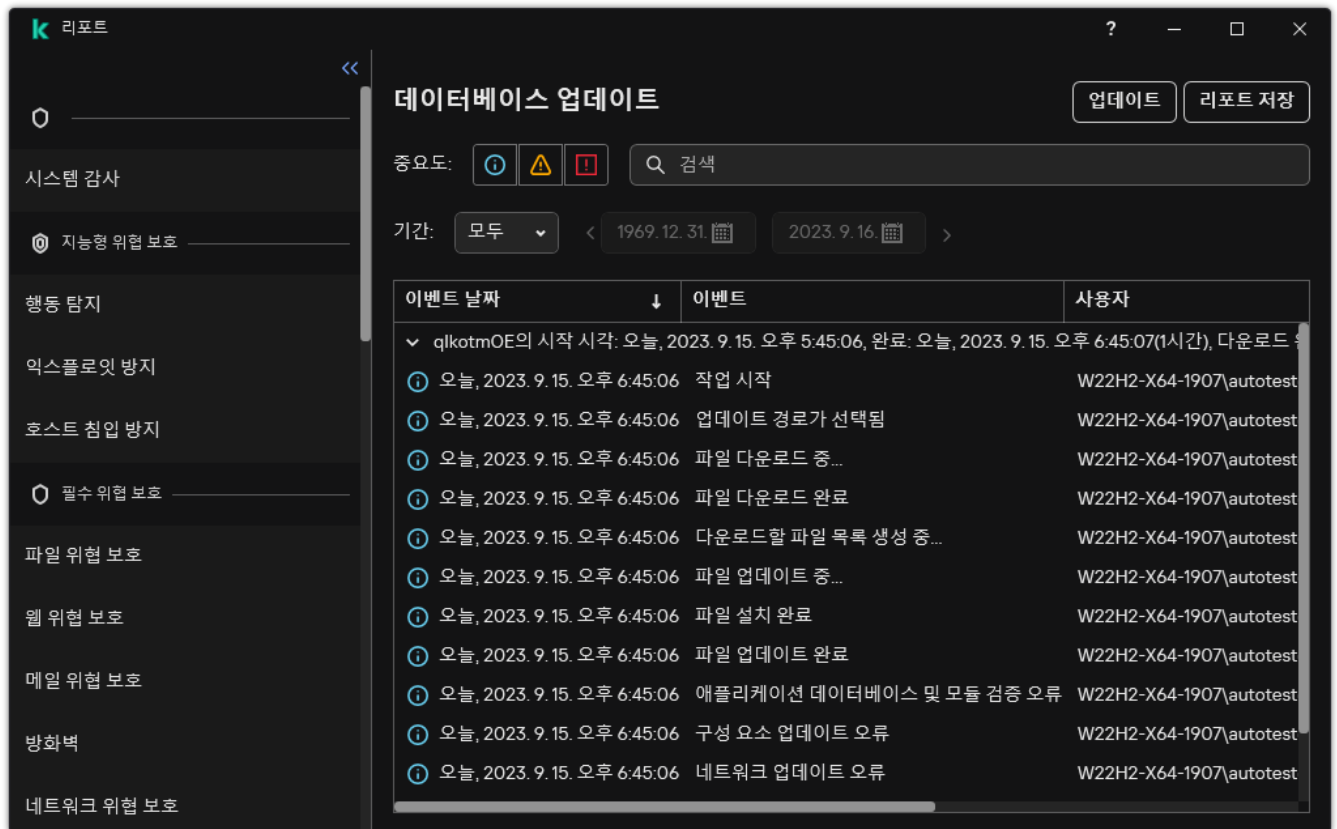 리포트
?
시스템 감사
지능형 위협 보호
행동 탐지
익스플로잇 방지
호스트 침입 방지
필수 위협 보호
파일 위협 보호
웹 위협 보호
메일 위협 보호
방화벽
네트워크 위협 보호
데이터베이스 업데이트
업데이트
리포트 저장
중요도:
검색
기간:
모두
1969. 12. 31.
2023. 9. 16.
이벤트 날짜 ↓ 이벤트 사용자
qlkotmOE의 시작 시각: 오늘, 2023. 9. 15. 오후 5:45:06, 완료: 오늘, 2023. 9. 15. 오후 6:45:07(1시간), 다운로드
오늘, 2023. 9. 15. 오후 6:45:06 작업 시작 W22H2-X64-1907\autotest
오늘, 2023. 9. 15. 오후 6:45:06 업데이트 경로가 선택됨 W22H2-X64-1907\autotest
오늘, 2023. 9. 15. 오후 6:45:06 파일 다운로드 중... W22H2-X64-1907\autotest
오늘, 2023. 9. 15. 오후 6:45:06 파일 다운로드 완료 W22H2-X64-1907\autotest
오늘, 2023. 9. 15. 오후 6:45:06 다운로드할 파일 목록 생성 중... W22H2-X64-1907\autotest
오늘, 2023. 9. 15. 오후 6:45:06 파일 업데이트 중... W22H2-X64-1907\autotest
오늘, 2023. 9. 15. 오후 6:45:06 파일 설치 완료 W22H2-X64-1907\autotest
오늘, 2023. 9. 15. 오후 6:45:06 파일 업데이트 완료 W22H2-X64-1907\autotest
오늘, 2023. 9. 15. 오후 6:45:06 애플리케이션 데이터베이스 및 모듈 검증 오류 W22H2-X64-1907\autotest
오늘, 2023. 9. 15. 오후 6:45:06 구성 요소 업데이트 오류 W22H2-X64-1907\autotest
오늘, 2023. 9. 15. 오후 6:45:06 네트워크 업데이트 오류 W22H2-X64-1907\autotest